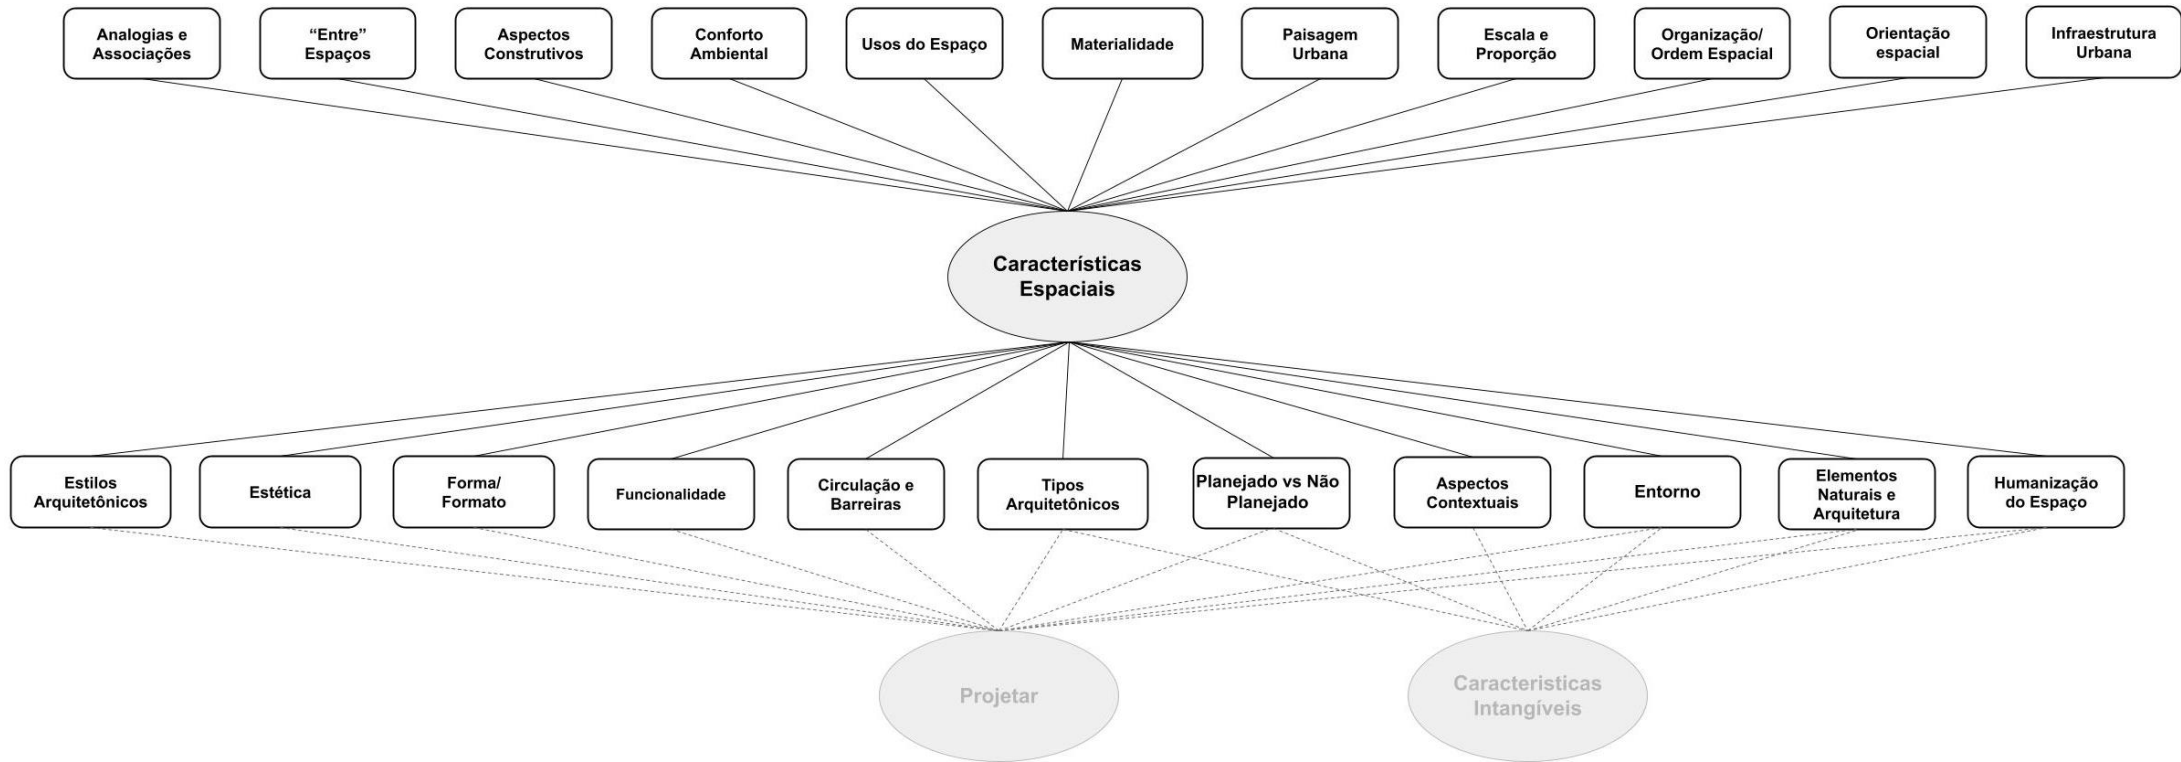 Analogias e
Associações
“Entre”
Espaços
Aspectos
Construtivos
Conforto
Ambiental
Usos do Espaço
Materialidade
Paisagem
Urbana
Escala e
Proporção
Organização/
Ordem Espacial
Orientação
espacial
Infraestrutura
Urbana
Características
Espaciais
Estilos
Arquitetônicos
Estética
Forma/
Formato
Funcionalidade
Circulação e
Barreiras
Tipos
Arquitetônicos
Planejado vs Não
Planejado
Aspectos
Contextuais
Entorno
Elementos
Naturais e
Arquitetura
Humanização
do Espaço
Projetar
Caracteristicas
Intangíveis